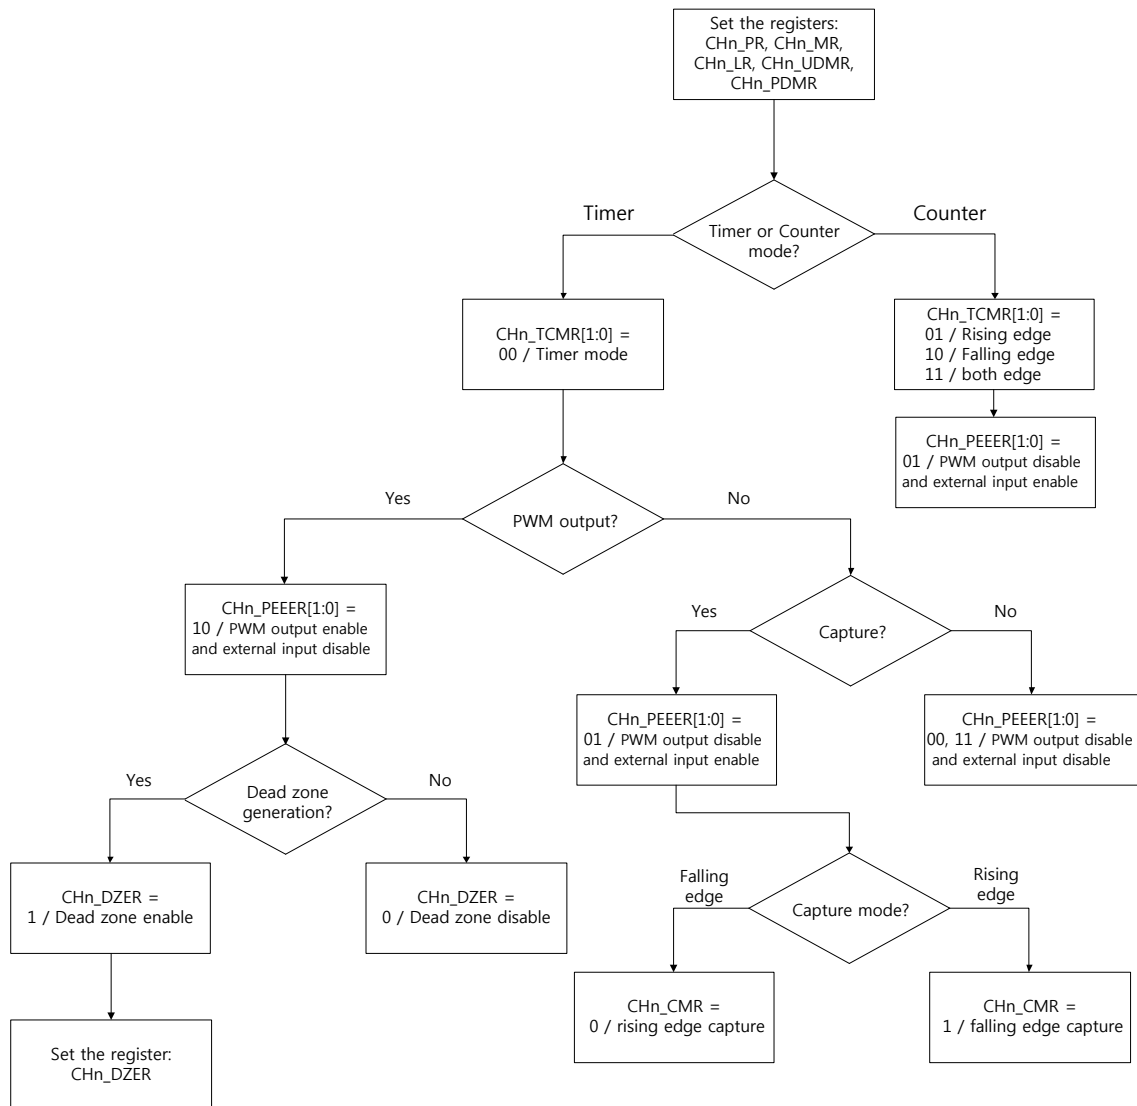 Set the registers:
CHn_PR, CHn_MR,
CHn_LR, CHn_UDMR,
CHn_PDMR
Timer
Counter
Timer or Counter
mode?
CHn_TCMR[1:0] =
00 / Timer mode
CHn_TCMR[1:0] =
01 / Rising edge
10 / Falling edge
11 / both edge
CHn_PEEER[1:0] =
01 / PWM output disable
and external input enable
Yes
No
PWM output?
CHn_PEEER[1:0] =
10 / PWM output enable
and external input disable
Yes
No
Capture?
CHn_PEEER[1:0] =
01 / PWM output disable
and external input enable
CHn_PEEER[1:0] =
00, 11 / PWM output disable
and external input disable
Yes
No
Dead zone
generation?
CHn_DZER =
1 / Dead zone enable
CHn_DZER =
0 / Dead zone disable
Falling
edge
Rising
edge
Capture mode?
CHn_CMR =
0 / rising edge capture
CHn_CMR =
1 / falling edge capture
Set the register:
CHn_DZER